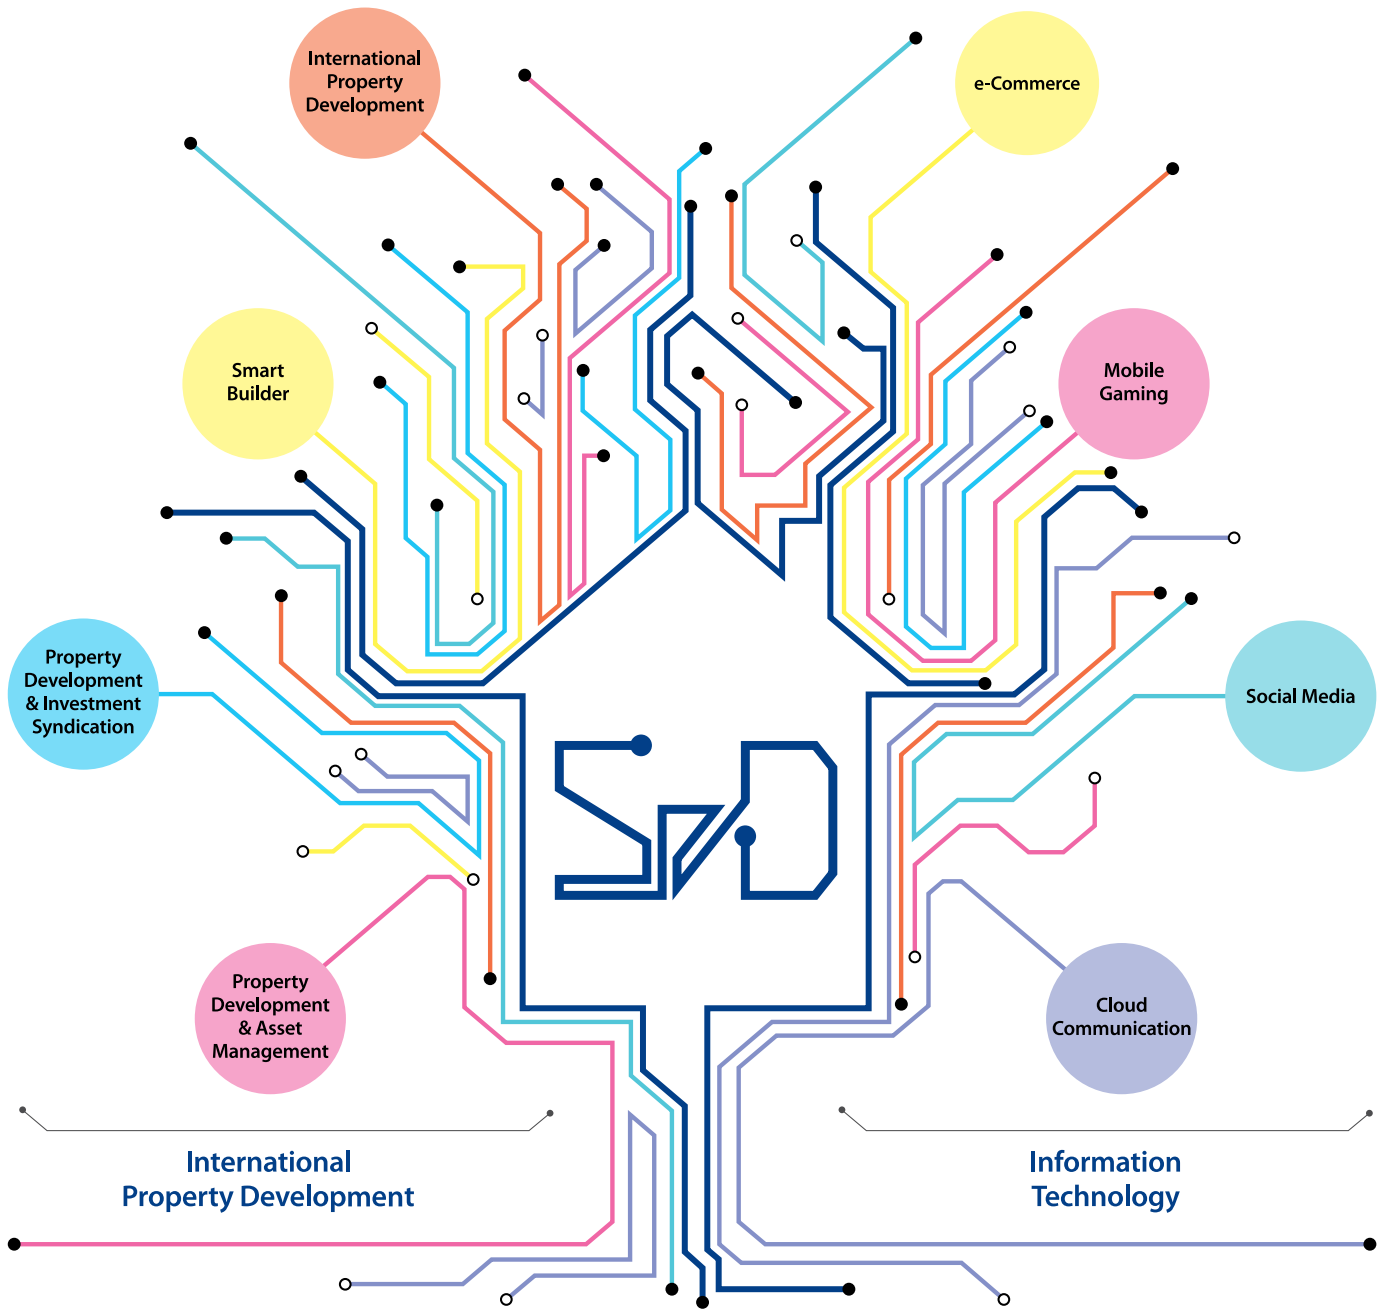 International
Property
Development
e-Commerce
Smart
Builder
Mobile
Gaming
Property
Development
& Investment
Syndication
Social Media
Property
Development
& Asset
Management
Cloud
Communication
International
Property Development
Information
Technology